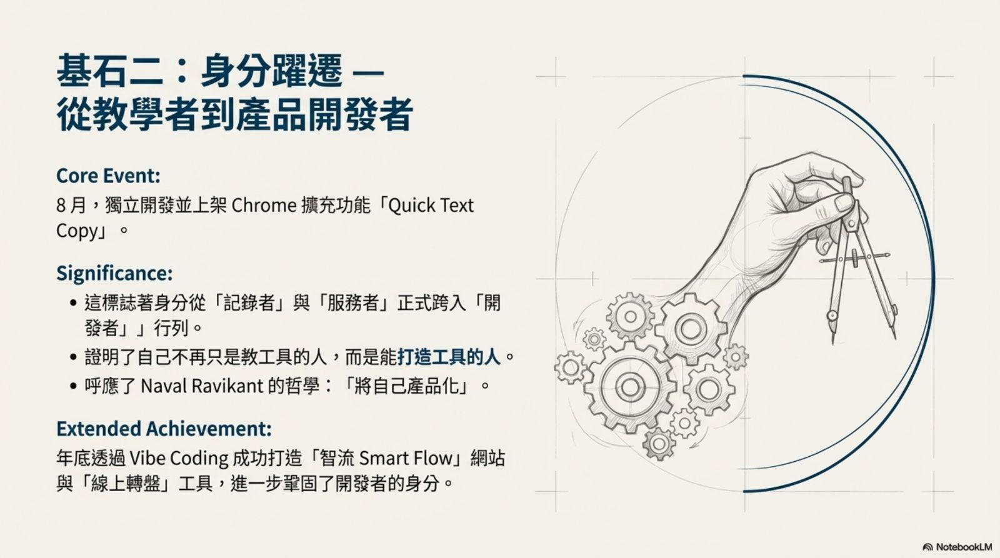 基石二：身分躍遷 —
從教學者到產品開發者
Core Event:
8 月，獨立開發並上架 Chrome 擴充功能「Quick Text
Copy」。
Significance:
• 這標誌著身分從「記錄者」與「服務者」正式跨入「開
發者」」行列。
• 證明了自己不再只是教工具的人，而是能打造工具的人。
• 呼應了 Naval Ravikant 的哲學：「將自己產品化」。
Extended Achievement:
年底透過 Vibe Coding 成功打造「智流 Smart Flow」網站
與「線上轉盤」工具，進一步鞏固了開發者的身分。
NotebookLM